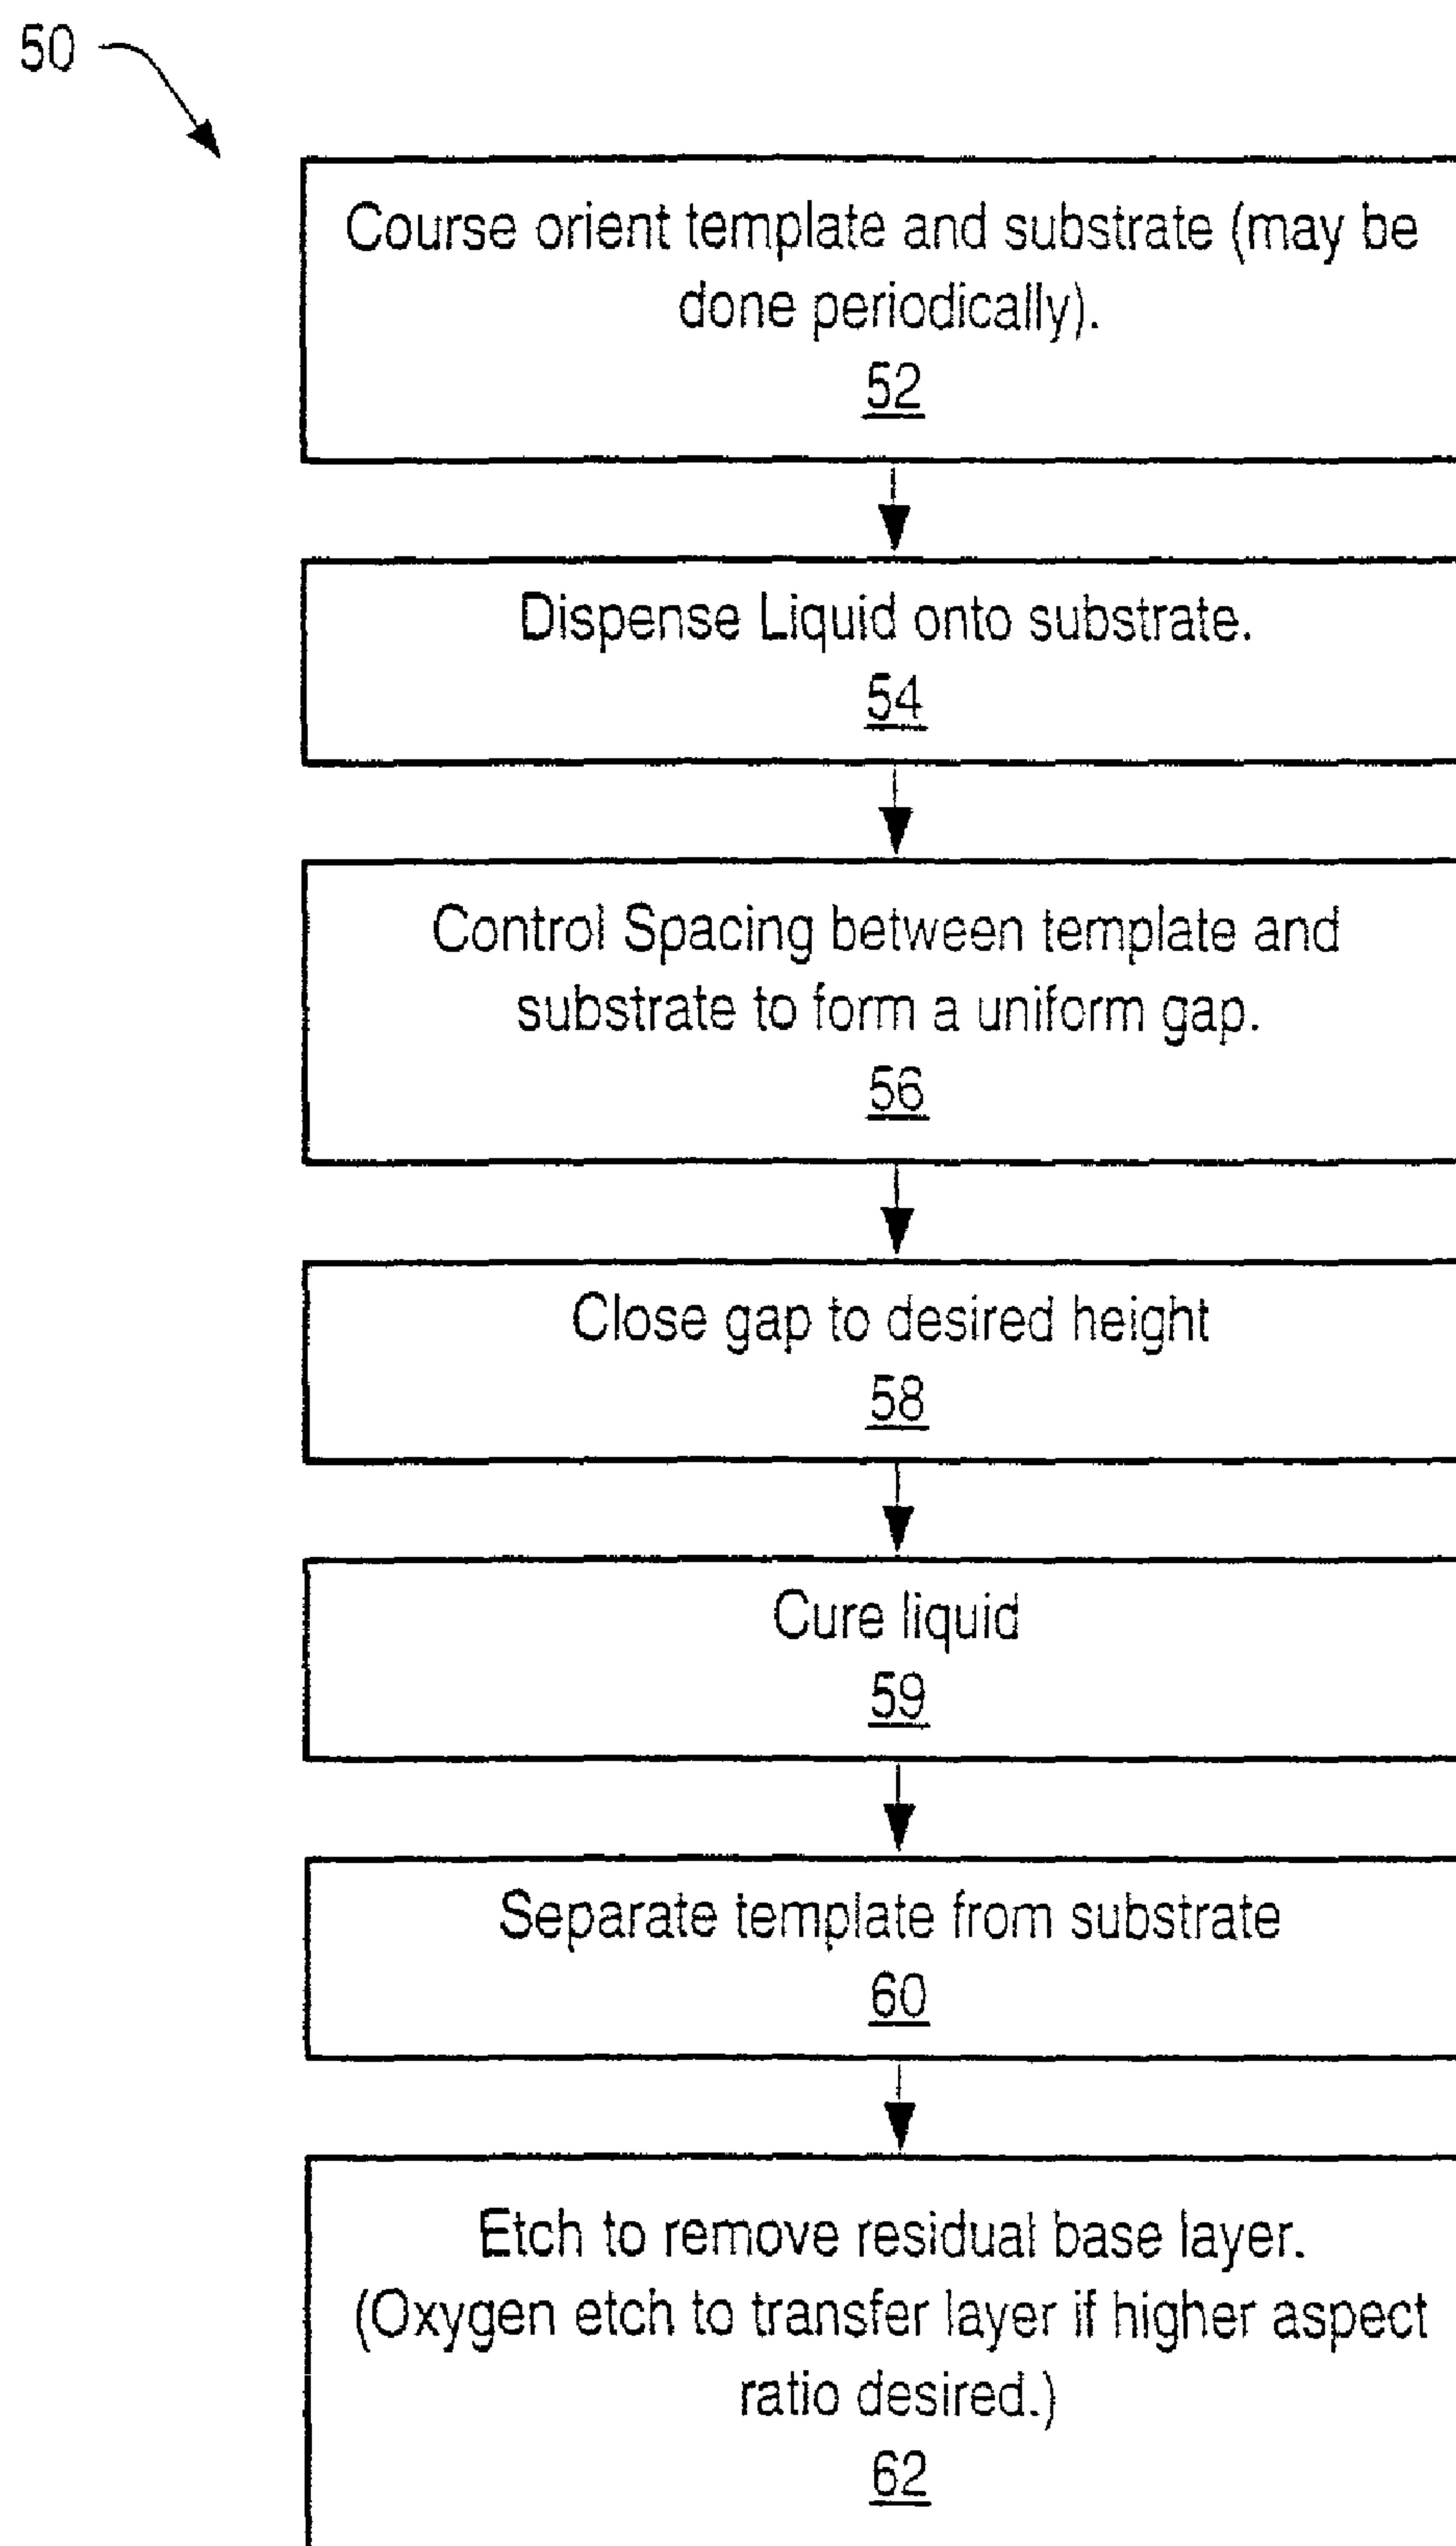 50
Course orient template and substrate (may be
done periodically).
52
Dispense Liquid onto substrate.
54
Control Spacing between template and
substrate to form a uniform gap.
56
Close gap to desired height
58
Cure liquid
59
Separate template from substrate
60
Etch to remove residual base layer.
(Oxygen etch to transfer layer if higher aspect
ratio desired.)
62